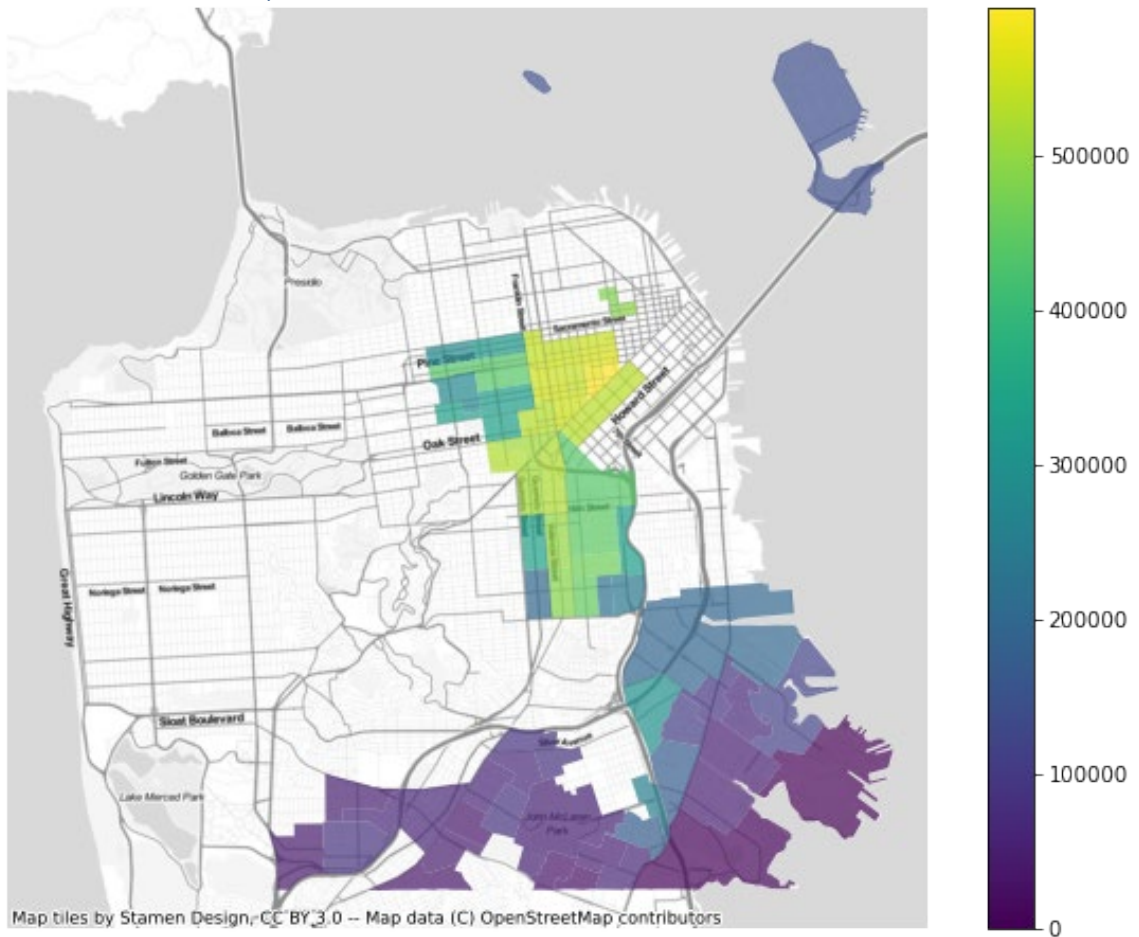 500000
400000
300000
200000
100000
0
Presidio
Franklin Street
Sacramento Street
Pine Street
Howard Street
Balboa Street
Balboa Street
Oak Street
Fulton Street
Golden Gate Park
Lincoln Way
Great Highway
Noriega Street
Noriega Street
Sloat Boulevard
Silver Avenue
Lake Merced Park
John McLaren
Park
Map tiles by Stamen Design, CC BY 3.0 -- Map data (C) OpenStreetMap contributors